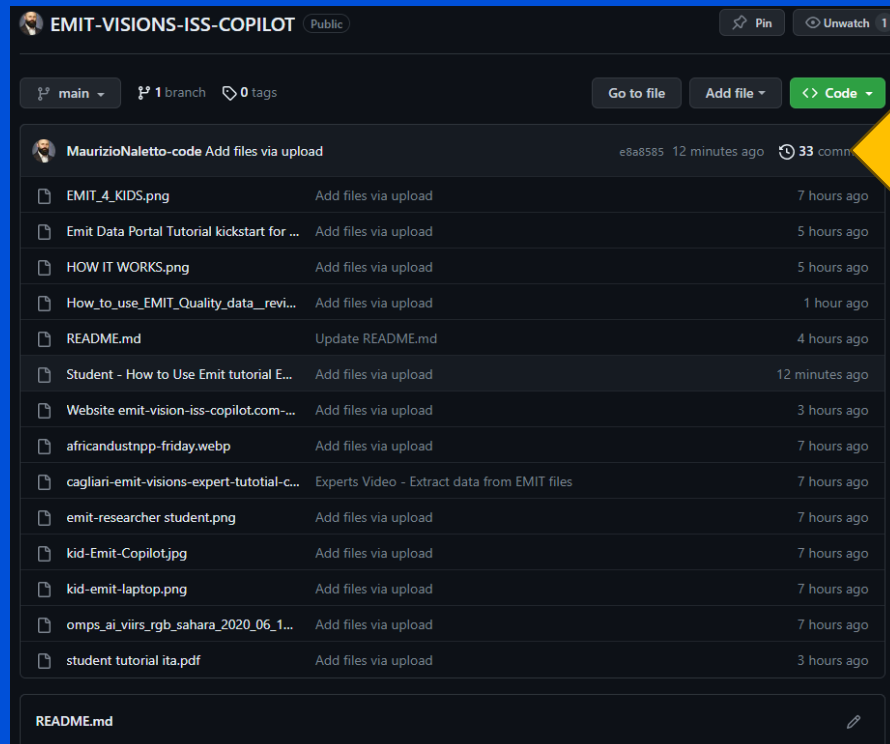 EMIT-VISIONS-ISS-COPILOT Public Pin Unwatch 1
main 1 branch 0 tags Go to file Add file <> Code
MaurizioNaletto-code Add files via upload e8a8585 12 minutes ago 33
EMIT_4_KIDS.png Add files via upload 7 hours ago
Emit Data Portal Tutorial kickstart for ... Add files via upload 5 hours ago
HOW IT WORKS.png Add files via upload 5 hours ago
How_to_use_EMIT_Quality_data__revi... Add files via upload 1 hour ago
README.md Update README.md 4 hours ago
Student - How to Use Emit tutorial E... Add files via upload 12 minutes ago
Website emit-vision-iss-copilot.com-... Add files via upload 3 hours ago
africandustnpp-friday.webp Add files via upload 7 hours ago
cagliari-emit-visions-expert-tutotial-c... Experts Video - Extract data from EMIT files 7 hours ago
emit-researcher student.png Add files via upload 7 hours ago
kid-Emit-Copilot.jpg Add files via upload 7 hours ago
kid-emit-laptop.png Add files via upload 7 hours ago
omps_ai_viirs_rgb_sahara_2020_06_1... Add files via upload 7 hours ago
student tutorial ita.pdf Add files via upload 3 hours ago
README.md